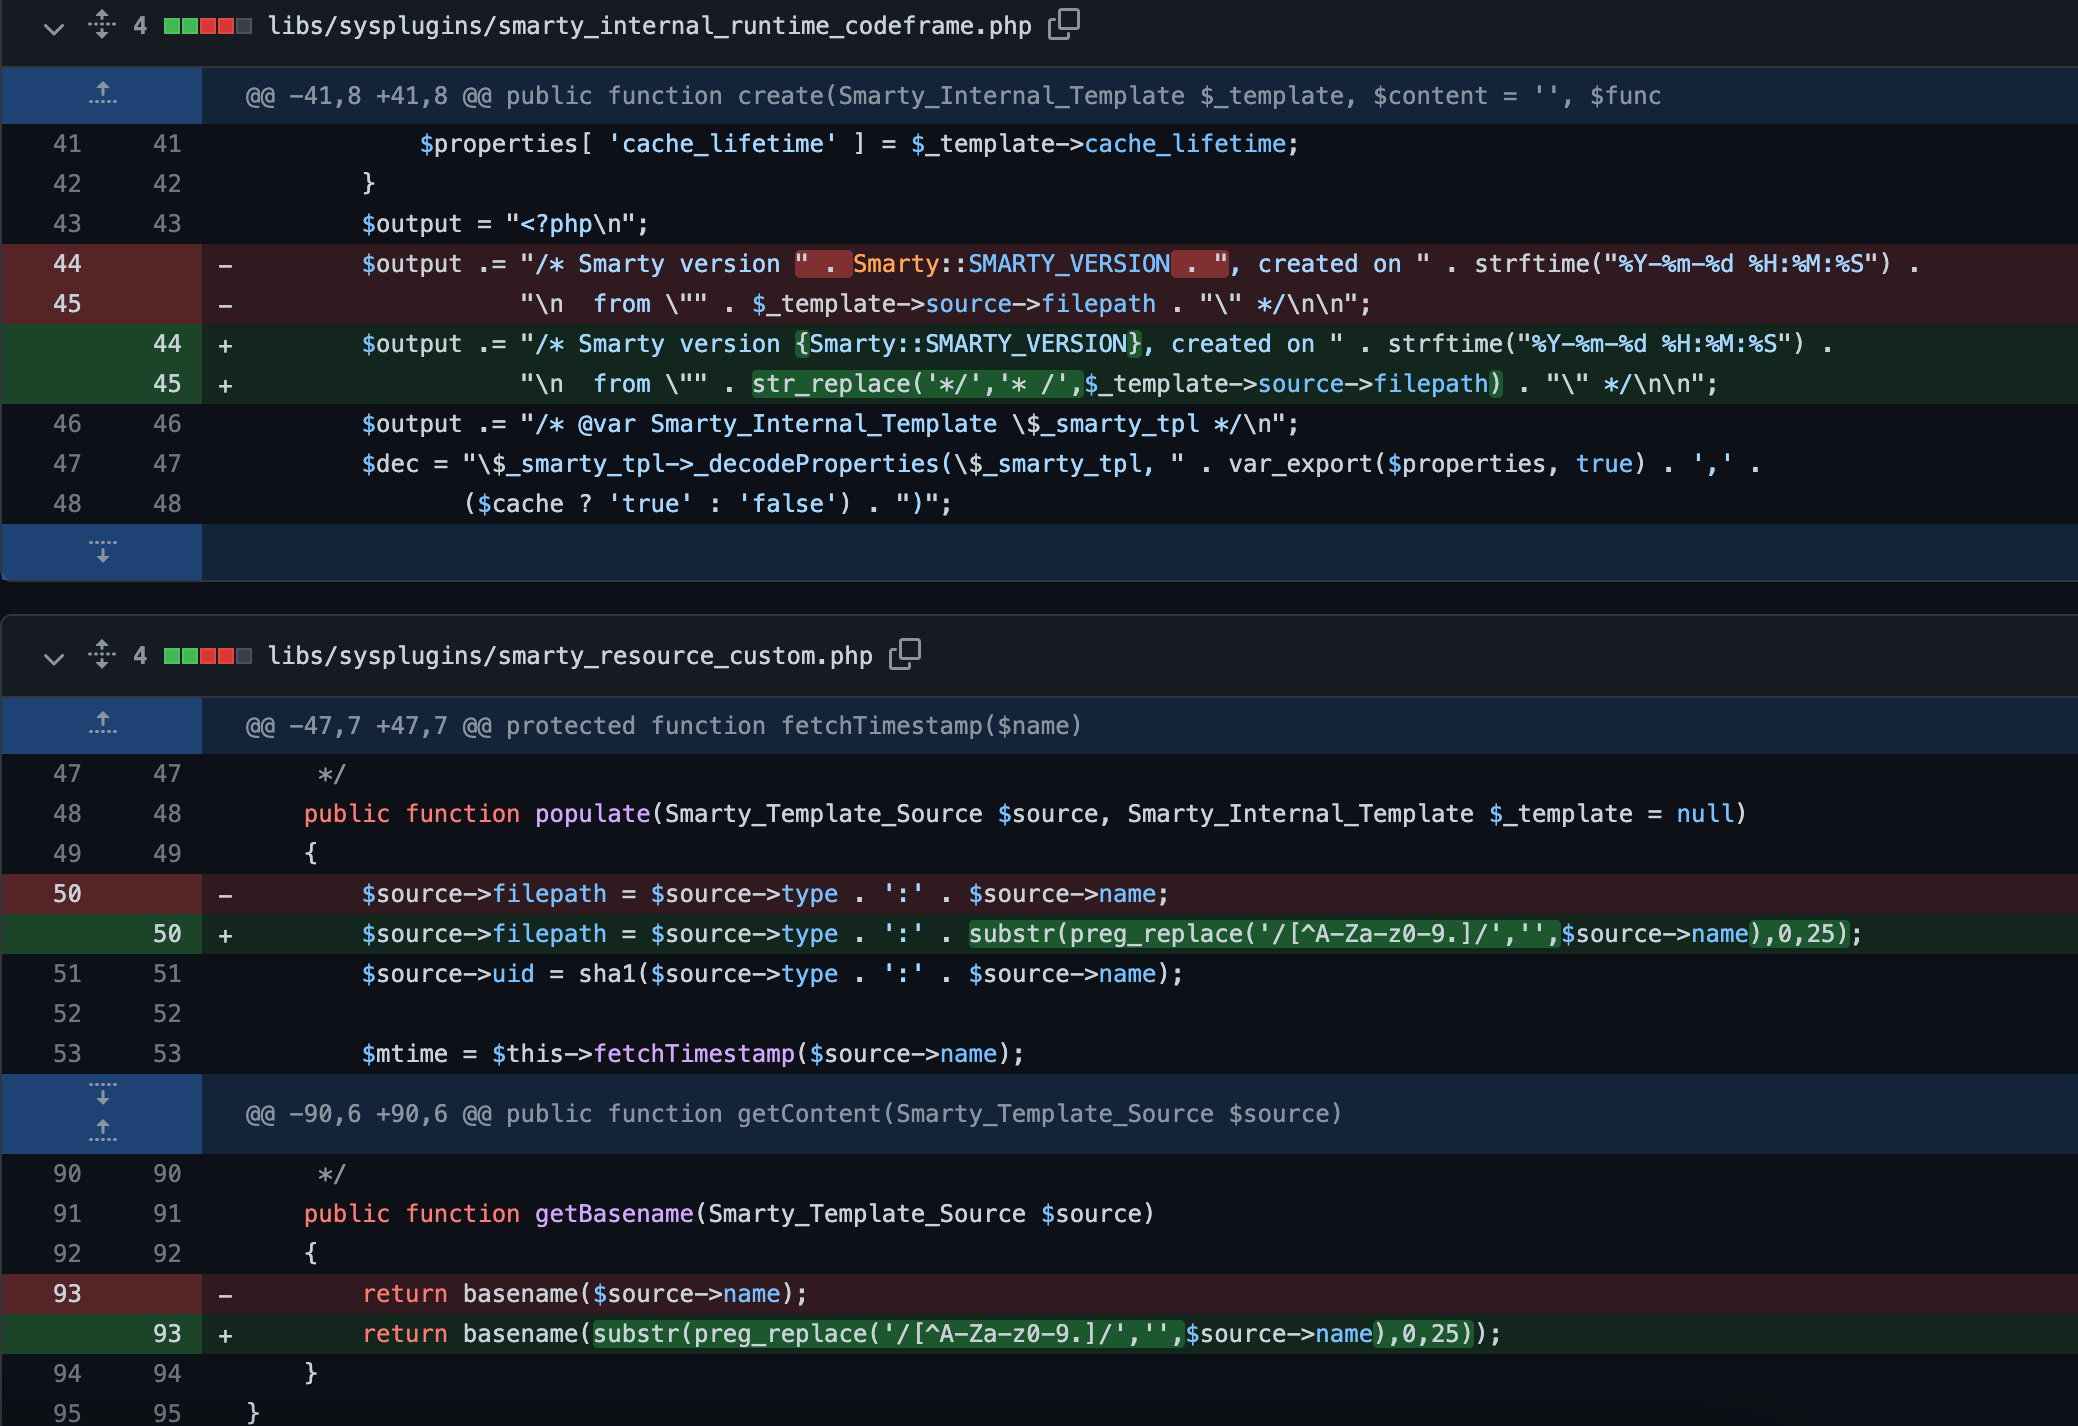 4 libs/sysplugins/smarty_internal_runtime_codeframe.php
@@ -41,8 +41,8 @@ public function create(Smarty_Internal_Template $_template, $content = '', $func
41 41 $properties[ 'cache_lifetime' ] = $_template->cache_lifetime;
42 42 }
43 43 $output = "<?php\n";
44 - $output .= "/* Smarty version " . Smarty::SMARTY_VERSION . ", created on " . strftime("%Y-%m-%d %H:%M:%S") .
45 - "\n  from \"" . $_template->source->filepath . "\" */\n\n";
44 + $output .= "/* Smarty version {Smarty::SMARTY_VERSION}, created on " . strftime("%Y-%m-%d %H:%M:%S") .
45 + "\n  from \"" . str_replace('*/','* /',$_template->source->filepath) . "\" */\n\n";
46 46 $output .= "/* @var Smarty_Internal_Template \$_smarty_tpl */\n";
47 47 $dec = "\$_smarty_tpl->_decodeProperties(\$_smarty_tpl, " . var_export($properties, true) . ',' .
48 48 ($cache ? 'true' : 'false') . ")";
4 libs/sysplugins/smarty_resource_custom.php
@@ -47,7 +47,7 @@ protected function fetchTimestamp($name)
47 47 */
48 48 public function populate(Smarty_Template_Source $source, Smarty_Internal_Template $_template = null)
49 49 {
50 - $source->filepath = $source->type . ':' . $source->name;
50 + $source->filepath = $source->type . ':' . substr(preg_replace('/[^A-Za-z0-9.]/','',$source->name),0,25);
51 51 $source->uid = sha1($source->type . ':' . $source->name);
52 52
53 53 $mtime = $this->fetchTimestamp($source->name);
@@ -90,6 +90,6 @@ public function getContent(Smarty_Template_Source $source)
90 90 */
91 91 public function getBasename(Smarty_Template_Source $source)
92 92 {
93 - return basename($source->name);
93 + return basename(substr(preg_replace('/[^A-Za-z0-9.]/','',$source->name),0,25));
94 94 }
95 95 }